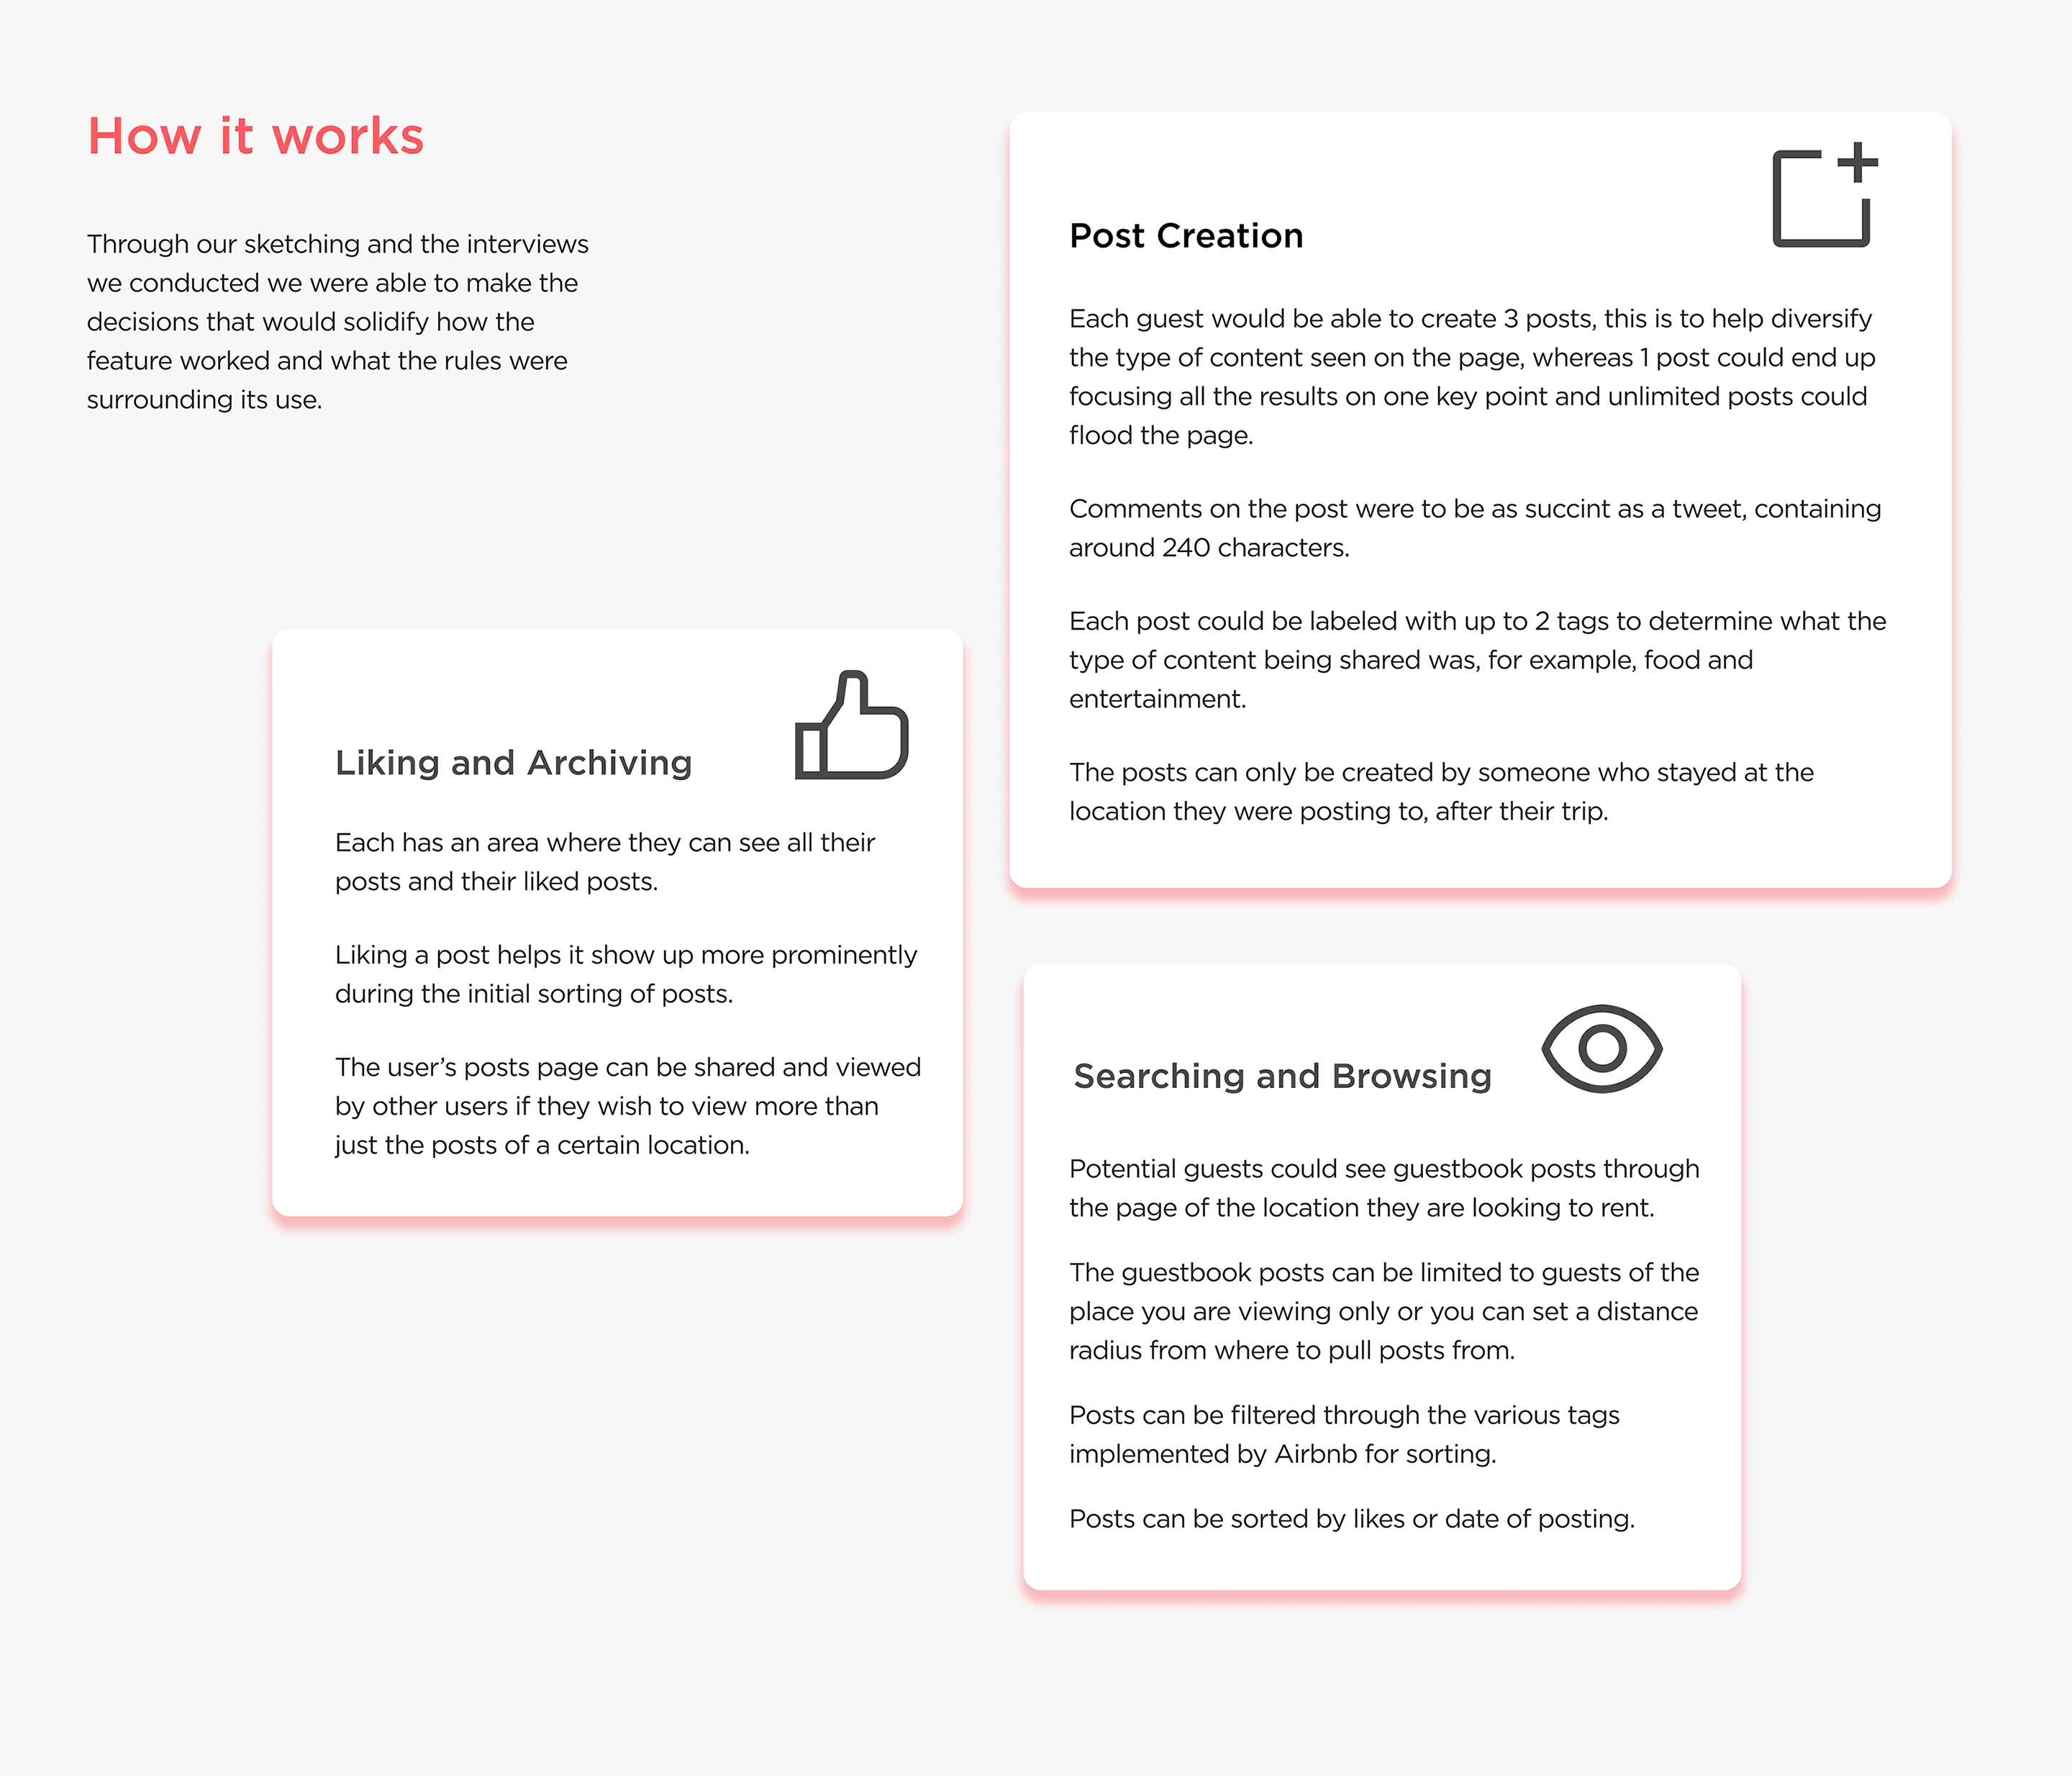 How it works
Through our sketching and the interviews
we conducted we were able to make the
decisions that would solidify how the
feature worked and what the rules were
surrounding its use.
Post Creation
Each guest would be able to create 3 posts, this is to help diversify
the type of content seen on the page, whereas 1 post could end up
focusing all the results on one key point and unlimited posts could
flood the page.
Comments on the post were to be as succint as a tweet, containing
around 240 characters.
Each post could be labeled with up to 2 tags to determine what the
type of content being shared was, for example, food and
entertainment.
The posts can only be created by someone who stayed at the
location they were posting to, after their trip.
Liking and Archiving
Each has an area where they can see all their
posts and their liked posts.
Liking a post helps it show up more prominently
during the initial sorting of posts.
The user’s posts page can be shared and viewed
by other users if they wish to view more than
just the posts of a certain location.
Searching and Browsing
Potential guests could see guestbook posts through
the page of the location they are looking to rent.
The guestbook posts can be limited to guests of the
place you are viewing only or you can set a distance
radius from where to pull posts from.
Posts can be filtered through the various tags
implemented by Airbnb for sorting.
Posts can be sorted by likes or date of posting.